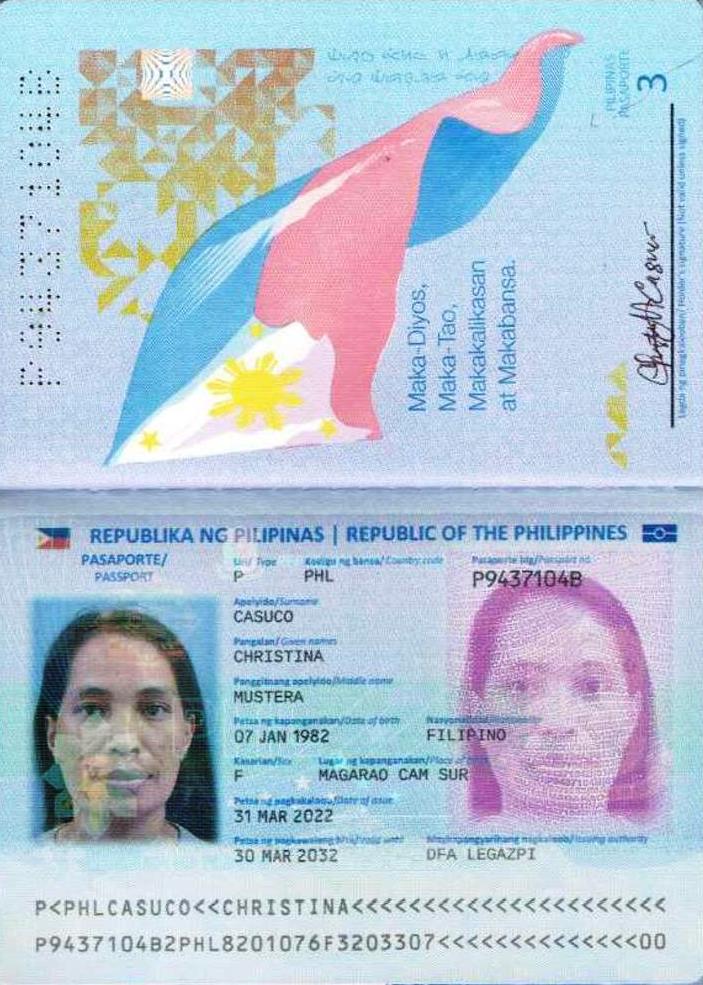 P9437104B
PILIPINAS
PASAPORTE
3
Maka-Diyos,
Maka-Tao,
Makakalikasan
at Makabansa.
Lagda ng pinagkalooban/ Holder's signature (Not valid unless signed)
REPUBLIKA NG PILIPINAS | REPUBLIC OF THE PHILIPPINES
PASAPORTE/
PASSPORT
Uri/ Type Kodigo ng bansa/ Country code Pasaporte blg/Passport no.
P PHL P9437104B
Apelyido/Surname
CASUCO
Pangalan/ Given names
CHRISTINA
Panggitnang apelyido/Middle name
MUSTERA
Petsa ng kapanganakan/Date of birth Nasyonalidad/Nationality
07 JAN 1982 FILIPINO
Kasarian/Sex Lugar ng kapanganakan/Place of birth
F MAGARAO CAM SUR
Petsa ng pagkakaloob/Date of issue
31 MAR 2022
Petsa ng pagkawalang bisa/Valid until Maykapangyarihang nagkaloob/Issuing authority
30 MAR 2032 DFA LEGAZPI
P<PHLCASUCO<<CHRISTINA<<<<<<<<<<<<<<<<<<<<<<
P9437104B2PHL8201076F3203307<<<<<<<<<<<<<<00